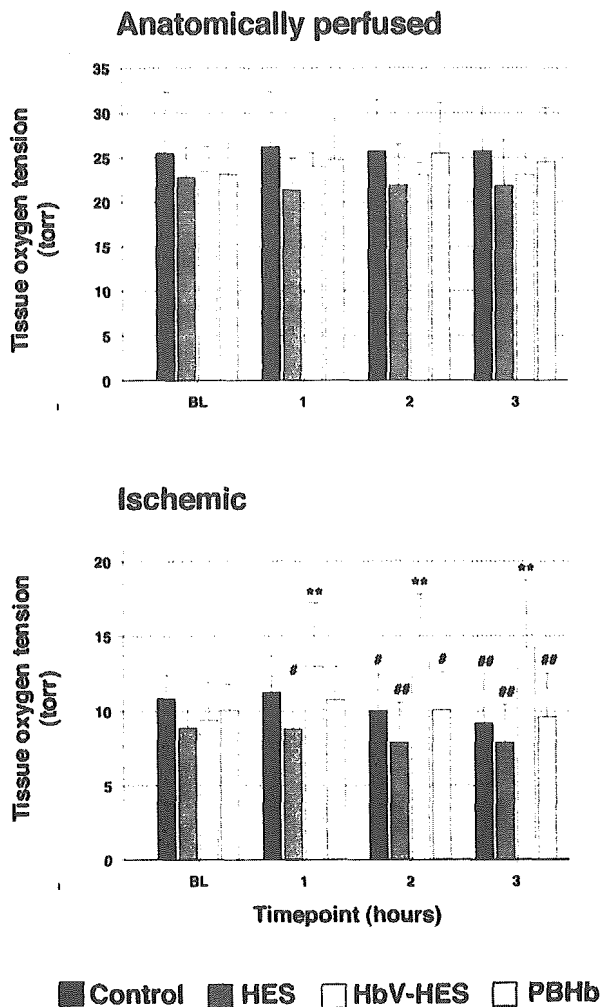 Anatomically perfused
Tissue oxygen tension
(torr)
35
30
25
20
15
10
5
0
BL 1 2 3
Ischemic
Tissue oxygen tension
(torr)
20
15
10
5
0
** ** **
# # # ## ##
## ##
BL 1 2 3
Timepoint (hours)
Control HES HbV-HES PBHb